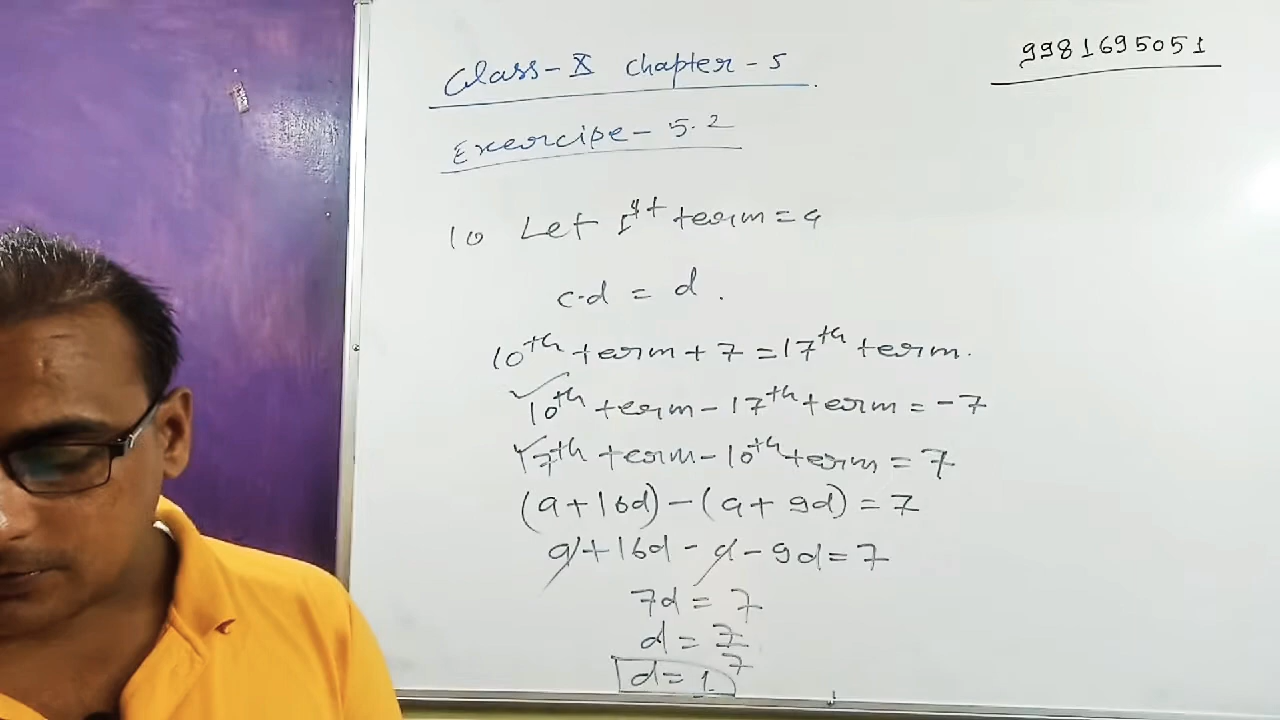 Class-X Chapter-5
9981695051
Exercise-5.2
10 Let 1st term = a
c.d = d.
10th term + 7 = 17th term.
10th term - 17th term = -7
17th term - 10th term = 7
(a + 16d) - (a + 9d) = 7
a + 16d - a - 9d = 7
7d = 7
d = 7/7
d = 1